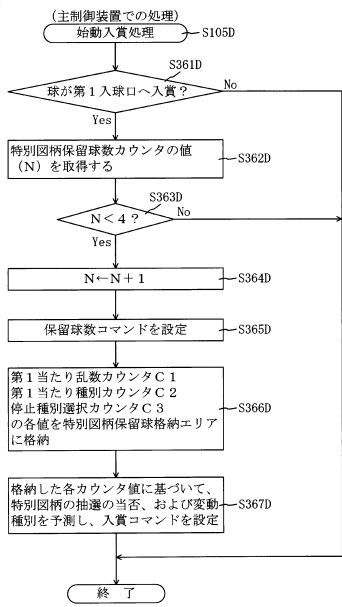 (主制御装置での処理)
始動入賞処理
S105D
S361D
球が第1入球口へ入賞?
No
Yes
特別図柄保留球数カウンタの値
(N)を取得する
S362D
S363D
N<4?
No
Yes
N←N+1
S364D
保留球数コマンドを設定
S365D
第1当たり乱数カウンタC1
第1当たり種別カウンタC2
停止種別選択カウンタC3
の各値を特別図柄保留球格納エリア
に格納
S366D
格納した各カウンタ値に基づいて、
特別図柄の抽選の当否、および変動
種別を予測し、入賞コマンドを設定
S367D
終了